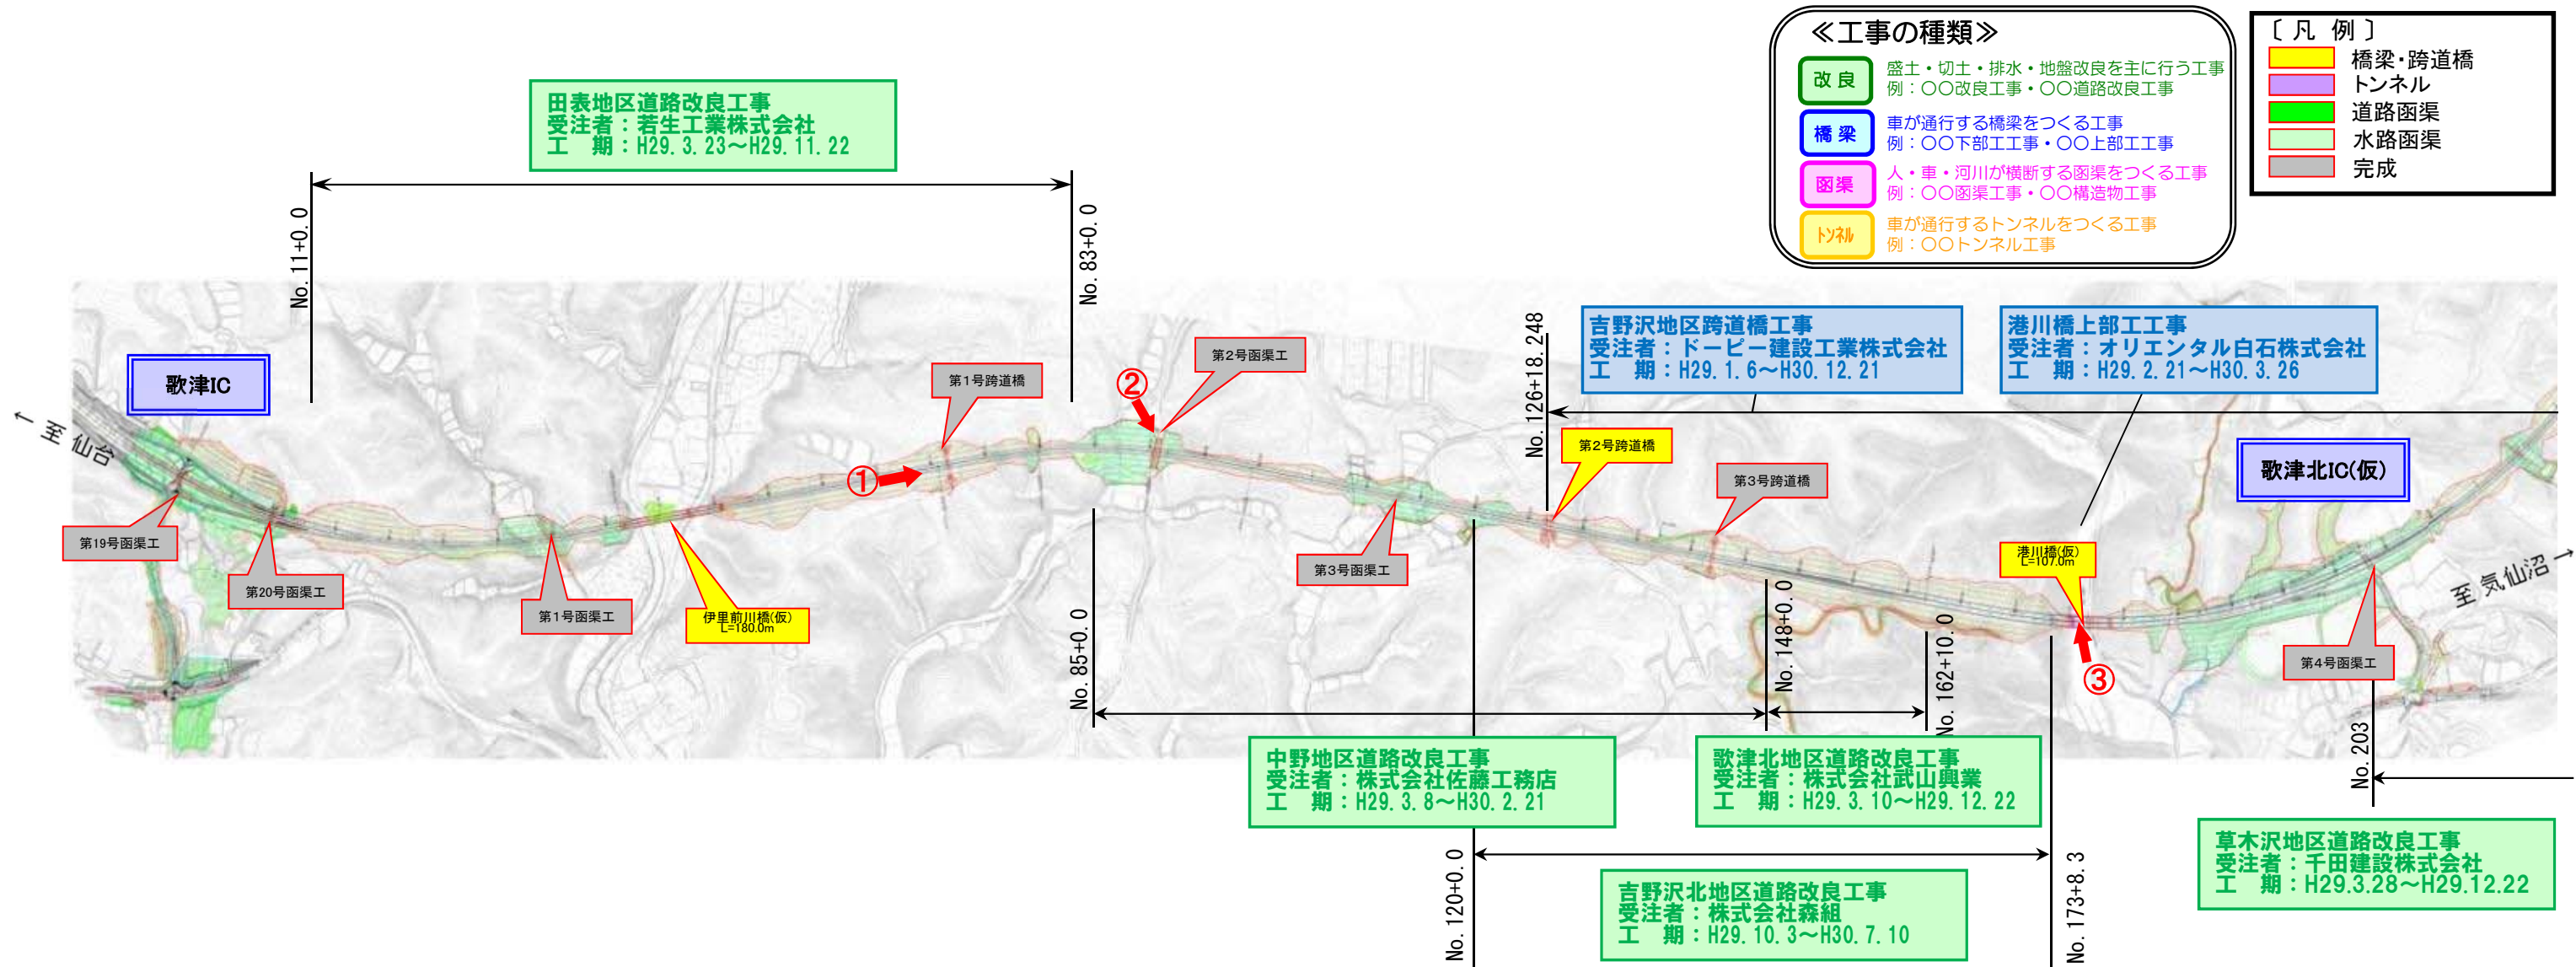 ≪工事の種類≫
改良
盛土・切土・排水・地盤改良を主に行う工事
例：〇〇改良工事・〇〇道路改良工事
橋梁
車が通行する橋梁をつくる工事
例：〇〇下部工工事・〇〇上部工工事
函渠
人・車・河川が横断する函渠をつくる工事
例：〇〇函渠工事・〇〇構造物工事
ﾄﾝﾈﾙ
車が通行するトンネルをつくる工事
例：〇〇トンネル工事
〔凡 例〕
橋梁・跨道橋
トンネル
道路函渠
水路函渠
完成
田表地区道路改良工事
受注者：若生工業株式会社
工　期：H29.3.23～H29.11.22
No.11+0.0
No.83+0.0
歌津IC
← 至 仙台
第19号函渠工
第20号函渠工
第1号函渠工
伊里前川橋(仮)
L=180.0m
①
第1号跨道橋
②
第2号函渠工
No.85+0.0
第3号函渠工
No.126+18.248
吉野沢地区跨道橋工事
受注者：ドーピー建設工業株式会社
工　期：H29.1.6～H30.12.21
港川橋上部工工事
受注者：オリエンタル白石株式会社
工　期：H29.2.21～H30.3.26
第2号跨道橋
第3号跨道橋
歌津北IC(仮)
港川橋(仮)
L=107.0m
③
至 気仙沼 →
第4号函渠工
No.148+0.0
No.162+10.0
No.203
中野地区道路改良工事
受注者：株式会社佐藤工務店
工　期：H29.3.8～H30.2.21
歌津北地区道路改良工事
受注者：株式会社武山興業
工　期：H29.3.10～H29.12.22
No.120+0.0
No.173+8.3
吉野沢北地区道路改良工事
受注者：株式会社森組
工　期：H29.10.3～H30.7.10
草木沢地区道路改良工事
受注者：千田建設株式会社
工　期：H29.3.28～H29.12.22